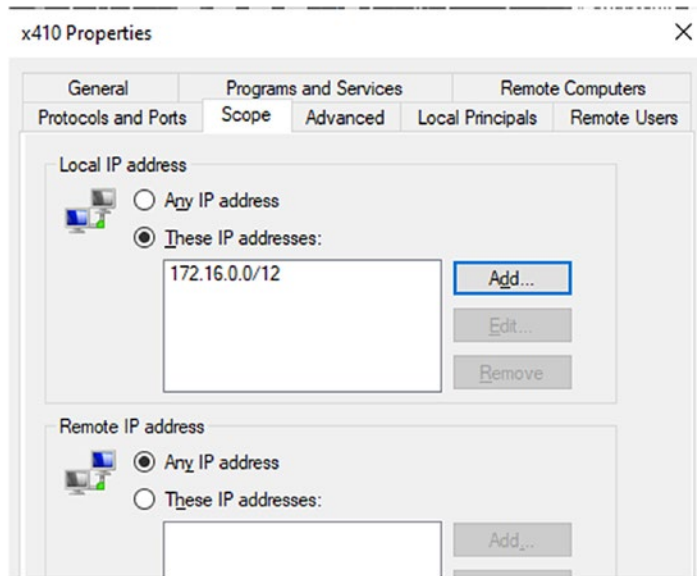 x410 Properties
General Programs and Services Remote Computers
Protocols and Ports Scope Advanced Local Principals Remote Users
Local IP address
Any IP address
These IP addresses:
172.16.0.0/12
Add...
Edit...
Remove
Remote IP address
Any IP address
These IP addresses:
Add...